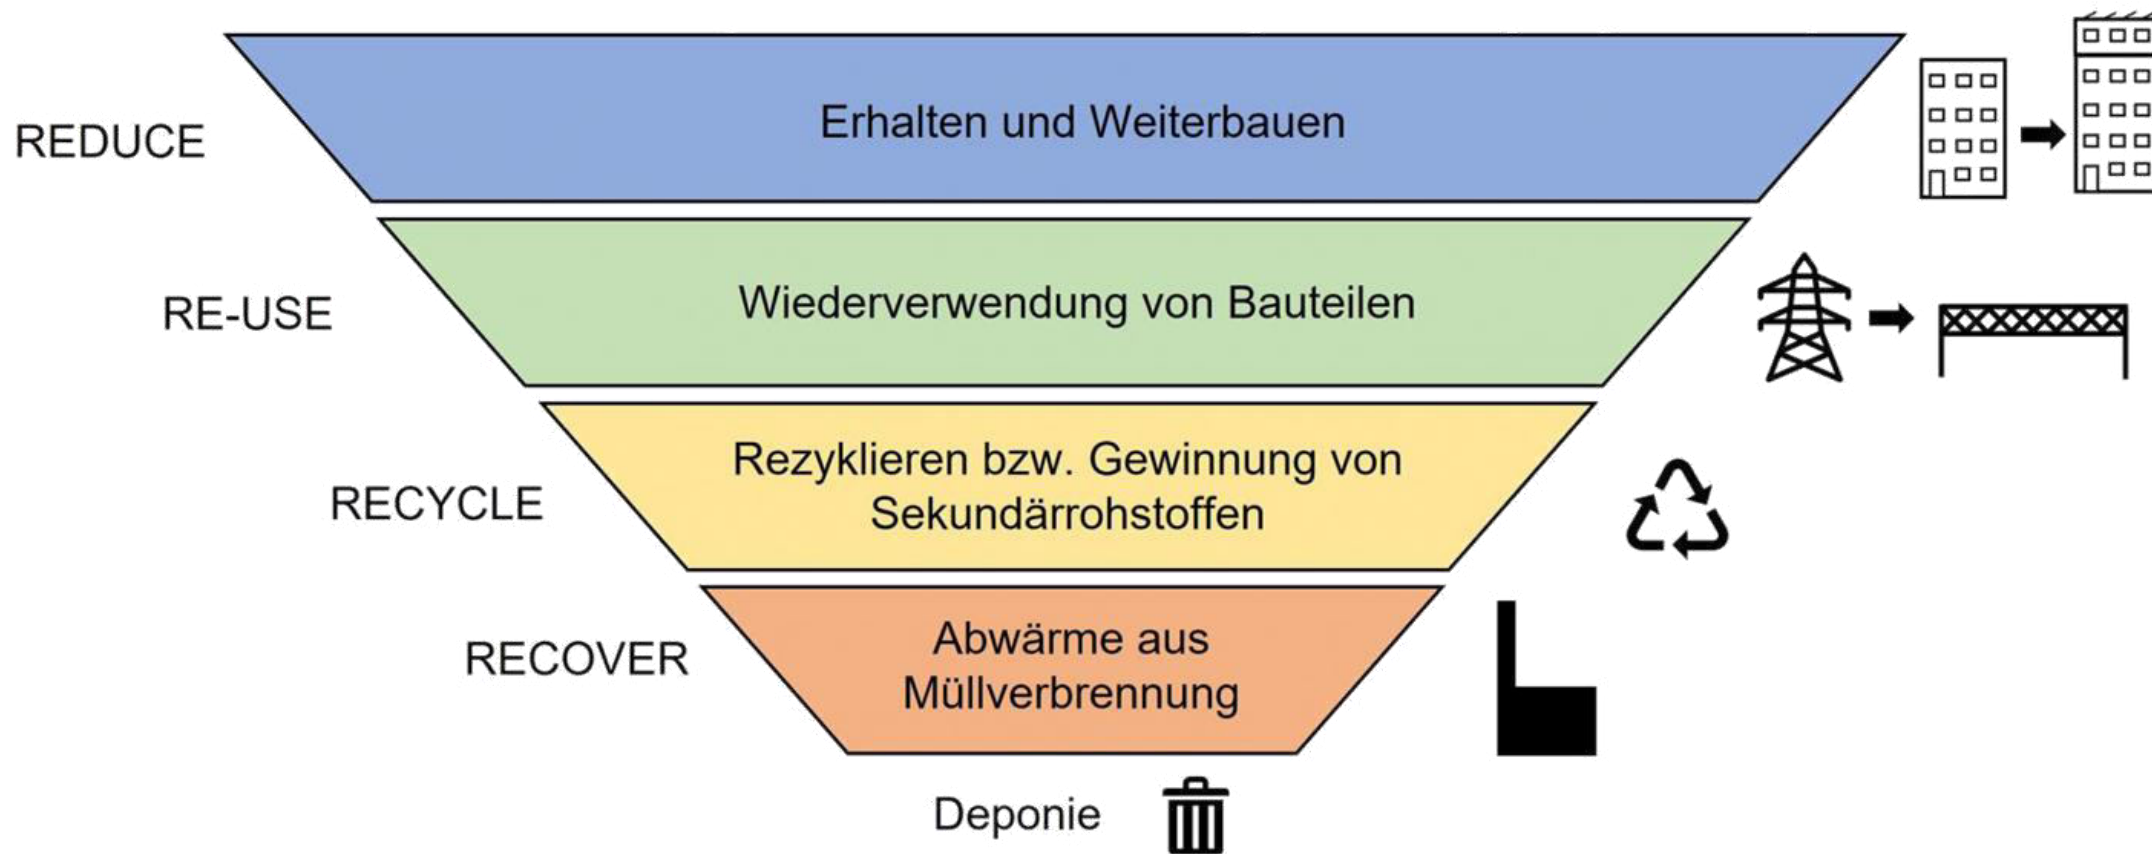 REDUCE
Erhalten und Weiterbauen
RE-USE
Wiederverwendung von Bauteilen
RECYCLE
Rezyklieren bzw. Gewinnung von
Sekundärrohstoffen
RECOVER
Abwärme aus
Müllverbrennung
Deponie